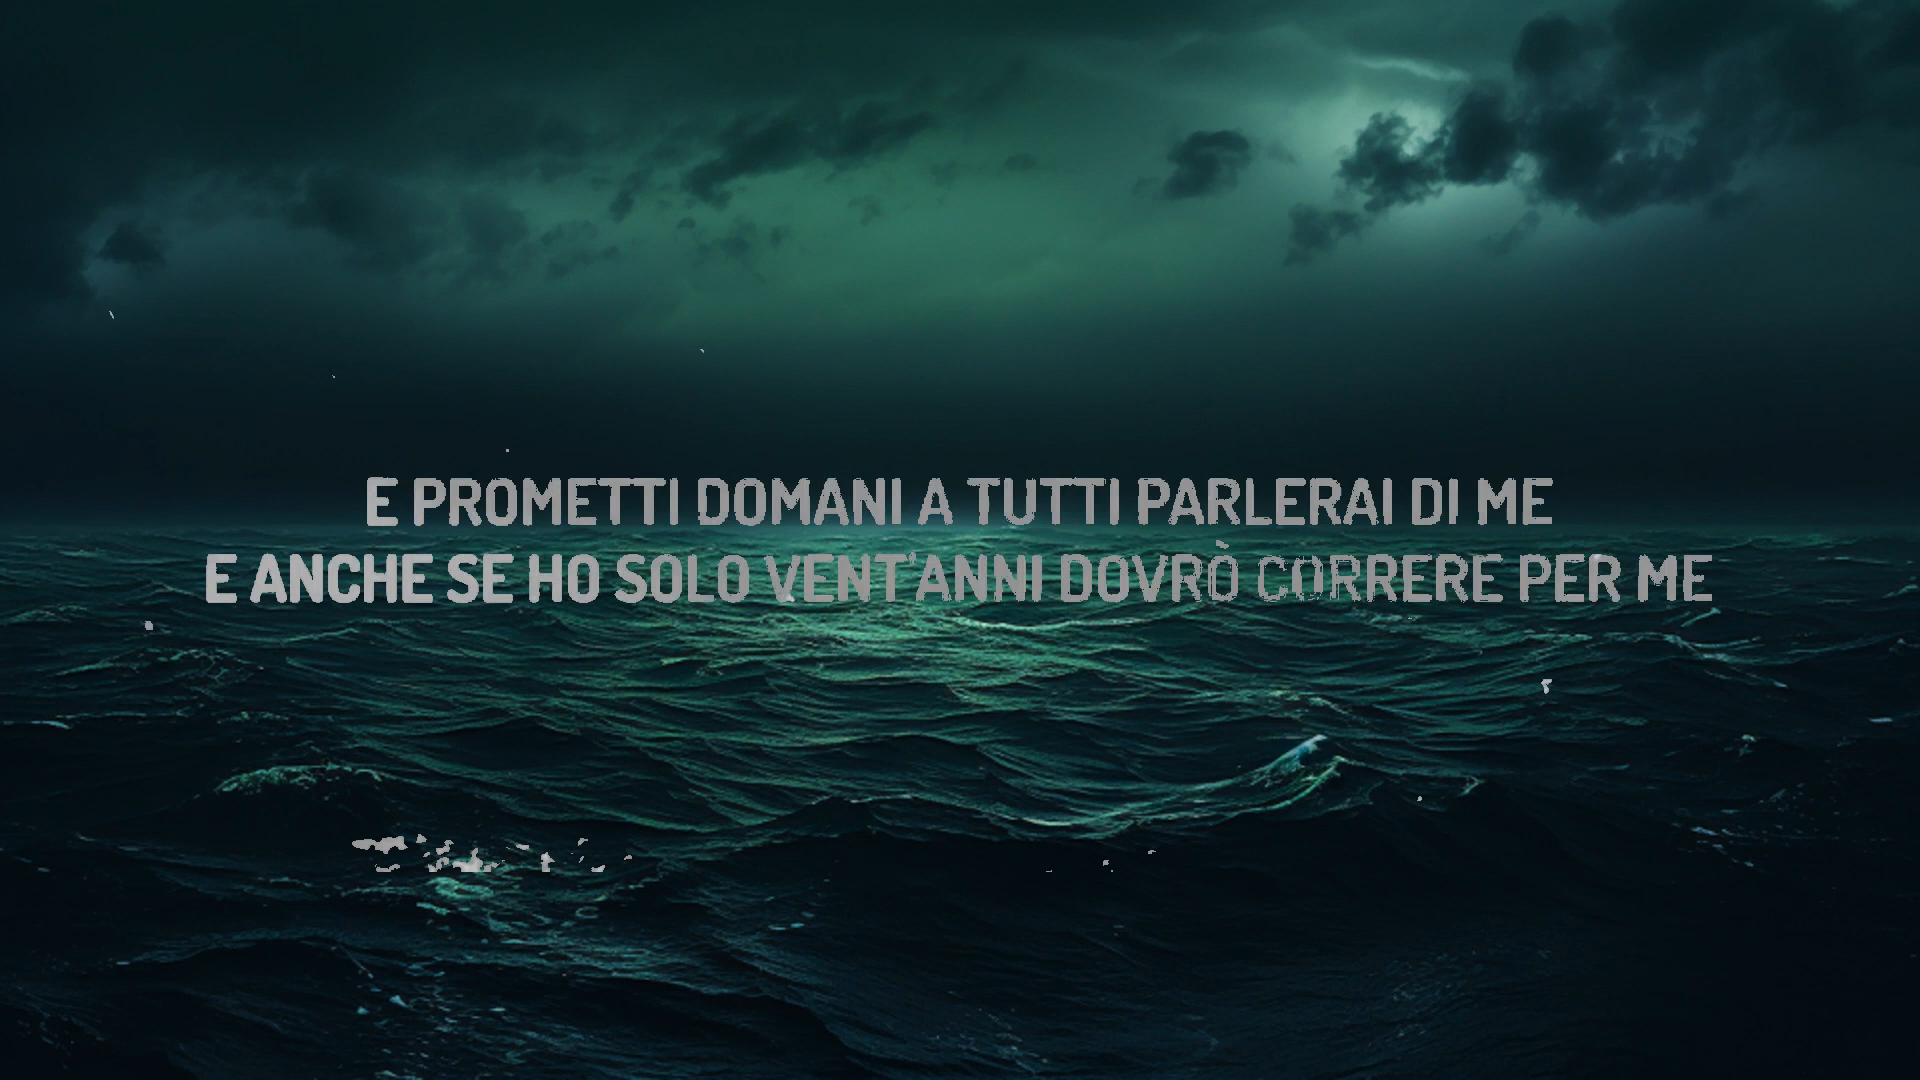 E PROMETTI DOMANI A TUTTI PARLERAI DI ME
E ANCHE SE HO SOLO VENT'ANNI DOVRÒ CORRERE PER ME